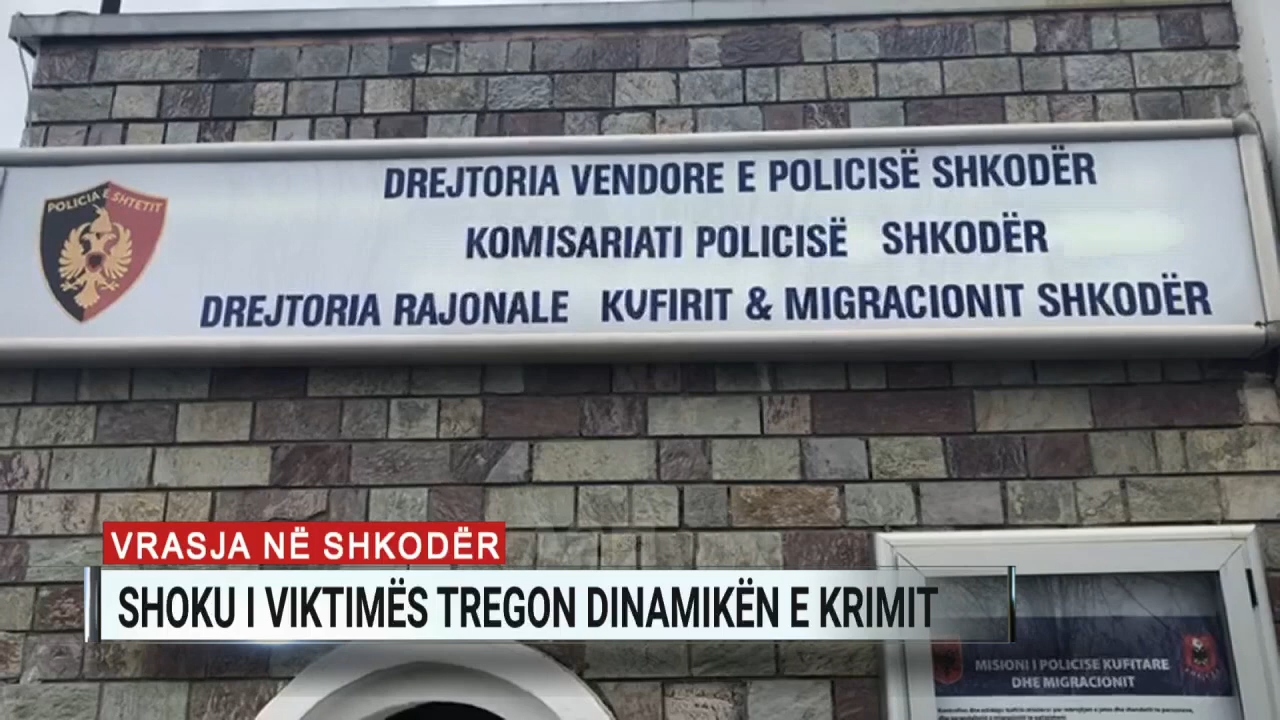 DREJTORIA VENDORE E POLICISË SHKODËR
POLICIA E SHTETIT
KOMISARIATI POLICISË SHKODËR
DREJTORIA RAJONALE KUFIRIT & MIGRACIONIT SHKODËR
VRASJA NË SHKODËR
SHOKU I VIKTIMËS TREGON DINAMIKËN E KRIMIT
MISIONI I POLICISE KUFITARE
DHE MIGRACIONIT